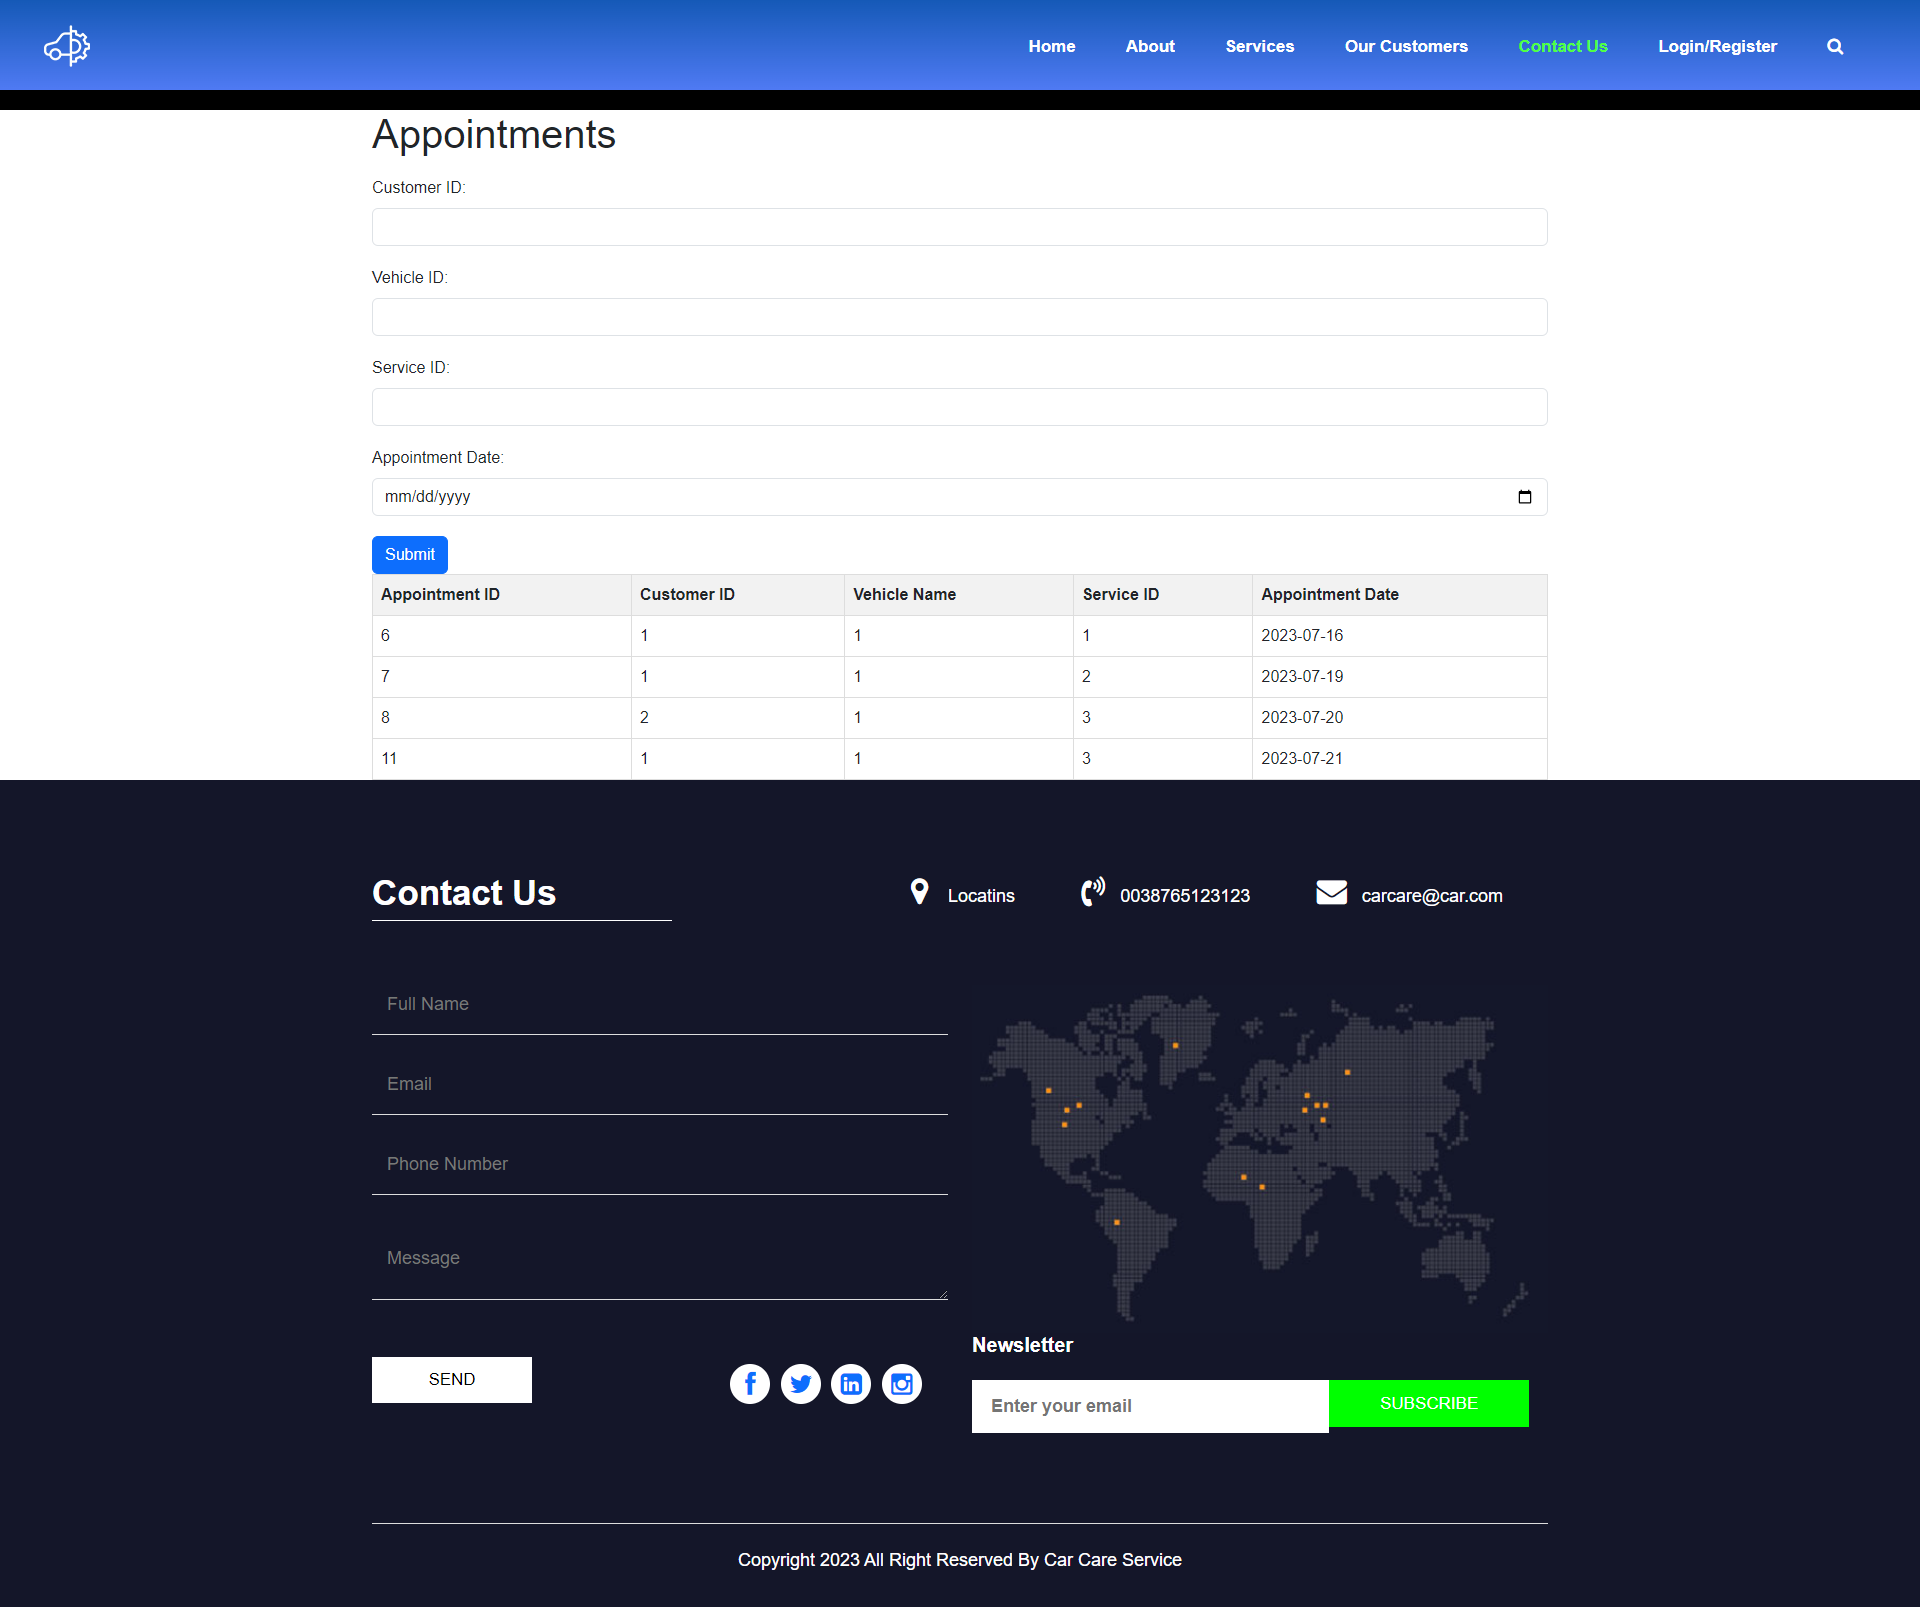 Home About Services Our Customers Contact Us Login/Register
Appointments
Customer ID:
Vehicle ID:
Service ID:
Appointment Date:
mm/dd/yyyy
Submit
Appointment ID Customer ID Vehicle Name Service ID Appointment Date
6 1 1 1 2023-07-16
7 1 1 2 2023-07-19
8 2 1 3 2023-07-20
11 1 1 3 2023-07-21
Contact Us
Locatins 0038765123123 carcare@car.com
Full Name
Email
Phone Number
Message
SEND
Newsletter
Enter your email SUBSCRIBE
Copyright 2023 All Right Reserved By Car Care Service